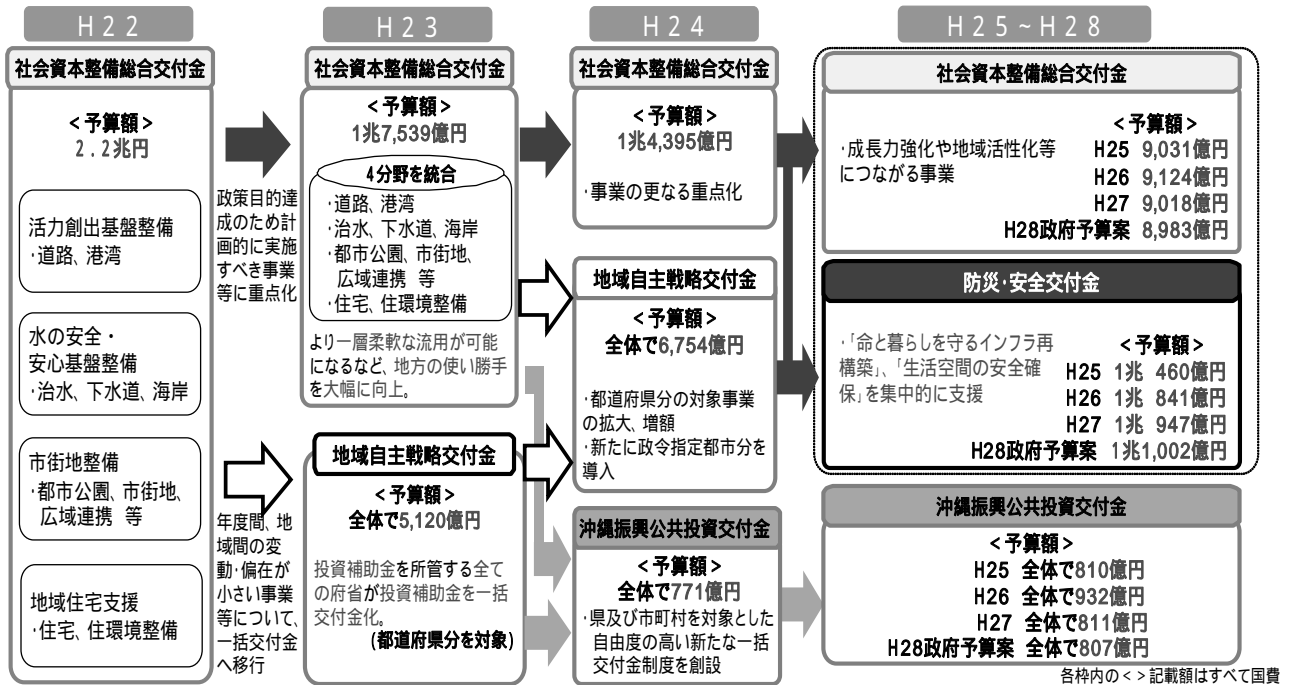 H22
社会資本整備総合交付金
<予算額>
2.2兆円
活力創出基盤整備
・道路、港湾
水の安全・
安心基盤整備
・治水、下水道、海岸
市街地整備
・都市公園、市街地、
広域連携 等
地域住宅支援
・住宅、住環境整備
政策目的達
成のため計
画的に実施
すべき事業
等に重点化
年度間、地
域間の変
動・偏在が
小さい事業
等について、
一括交付金
へ移行
H23
社会資本整備総合交付金
<予算額>
1兆7,539億円
4分野を統合
・道路、港湾
・治水、下水道、海岸
・都市公園、市街地、
広域連携 等
・住宅、住環境整備
より一層柔軟な流用が可能
になるなど、地方の使い勝手
を大幅に向上。
地域自主戦略交付金
<予算額>
全体で5,120億円
投資補助金を所管する全て
の府省が投資補助金を一括
交付金化。
(都道府県分を対象)
H24
社会資本整備総合交付金
<予算額>
1兆4,395億円
・事業の更なる重点化
地域自主戦略交付金
<予算額>
全体で6,754億円
・都道府県分の対象事業
の拡大、増額
・新たに政令指定都市分を
導入
沖縄振興公共投資交付金
<予算額>
全体で771億円
・県及び市町村を対象とした
自由度の高い新たな一括
交付金制度を創設
H25~H28
社会資本整備総合交付金
・成長力強化や地域活性化等
につながる事業
<予算額>
H25 9,031億円
H26 9,124億円
H27 9,018億円
H28政府予算案 8,983億円
防災・安全交付金
・「命と暮らしを守るインフラ再
構築」、「生活空間の安全確
保」を集中的に支援
<予算額>
H25 1兆 460億円
H26 1兆 841億円
H27 1兆 947億円
H28政府予算案 1兆1,002億円
沖縄振興公共投資交付金
<予算額>
H25 全体で810億円
H26 全体で932億円
H27 全体で811億円
H28政府予算案 全体で807億円
各枠内の<>記載額はすべて国費